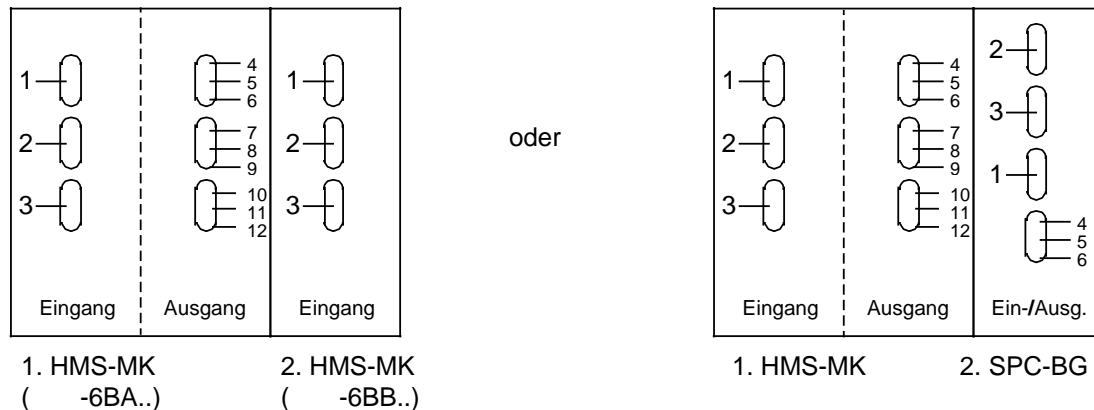 1 4 1 2
5
6
2 7 2 3
8
9
3 10 3 1
11
12
Eingang Ausgang Eingang
1. HMS-MK 2. HMS-MK
( -6BA..) ( -6BB..)
oder
1 4
5
6
2 7
8
9
3 10
11
12
4
5
6
Eingang Ausgang Ein-/Ausg.
1. HMS-MK 2. SPC-BG